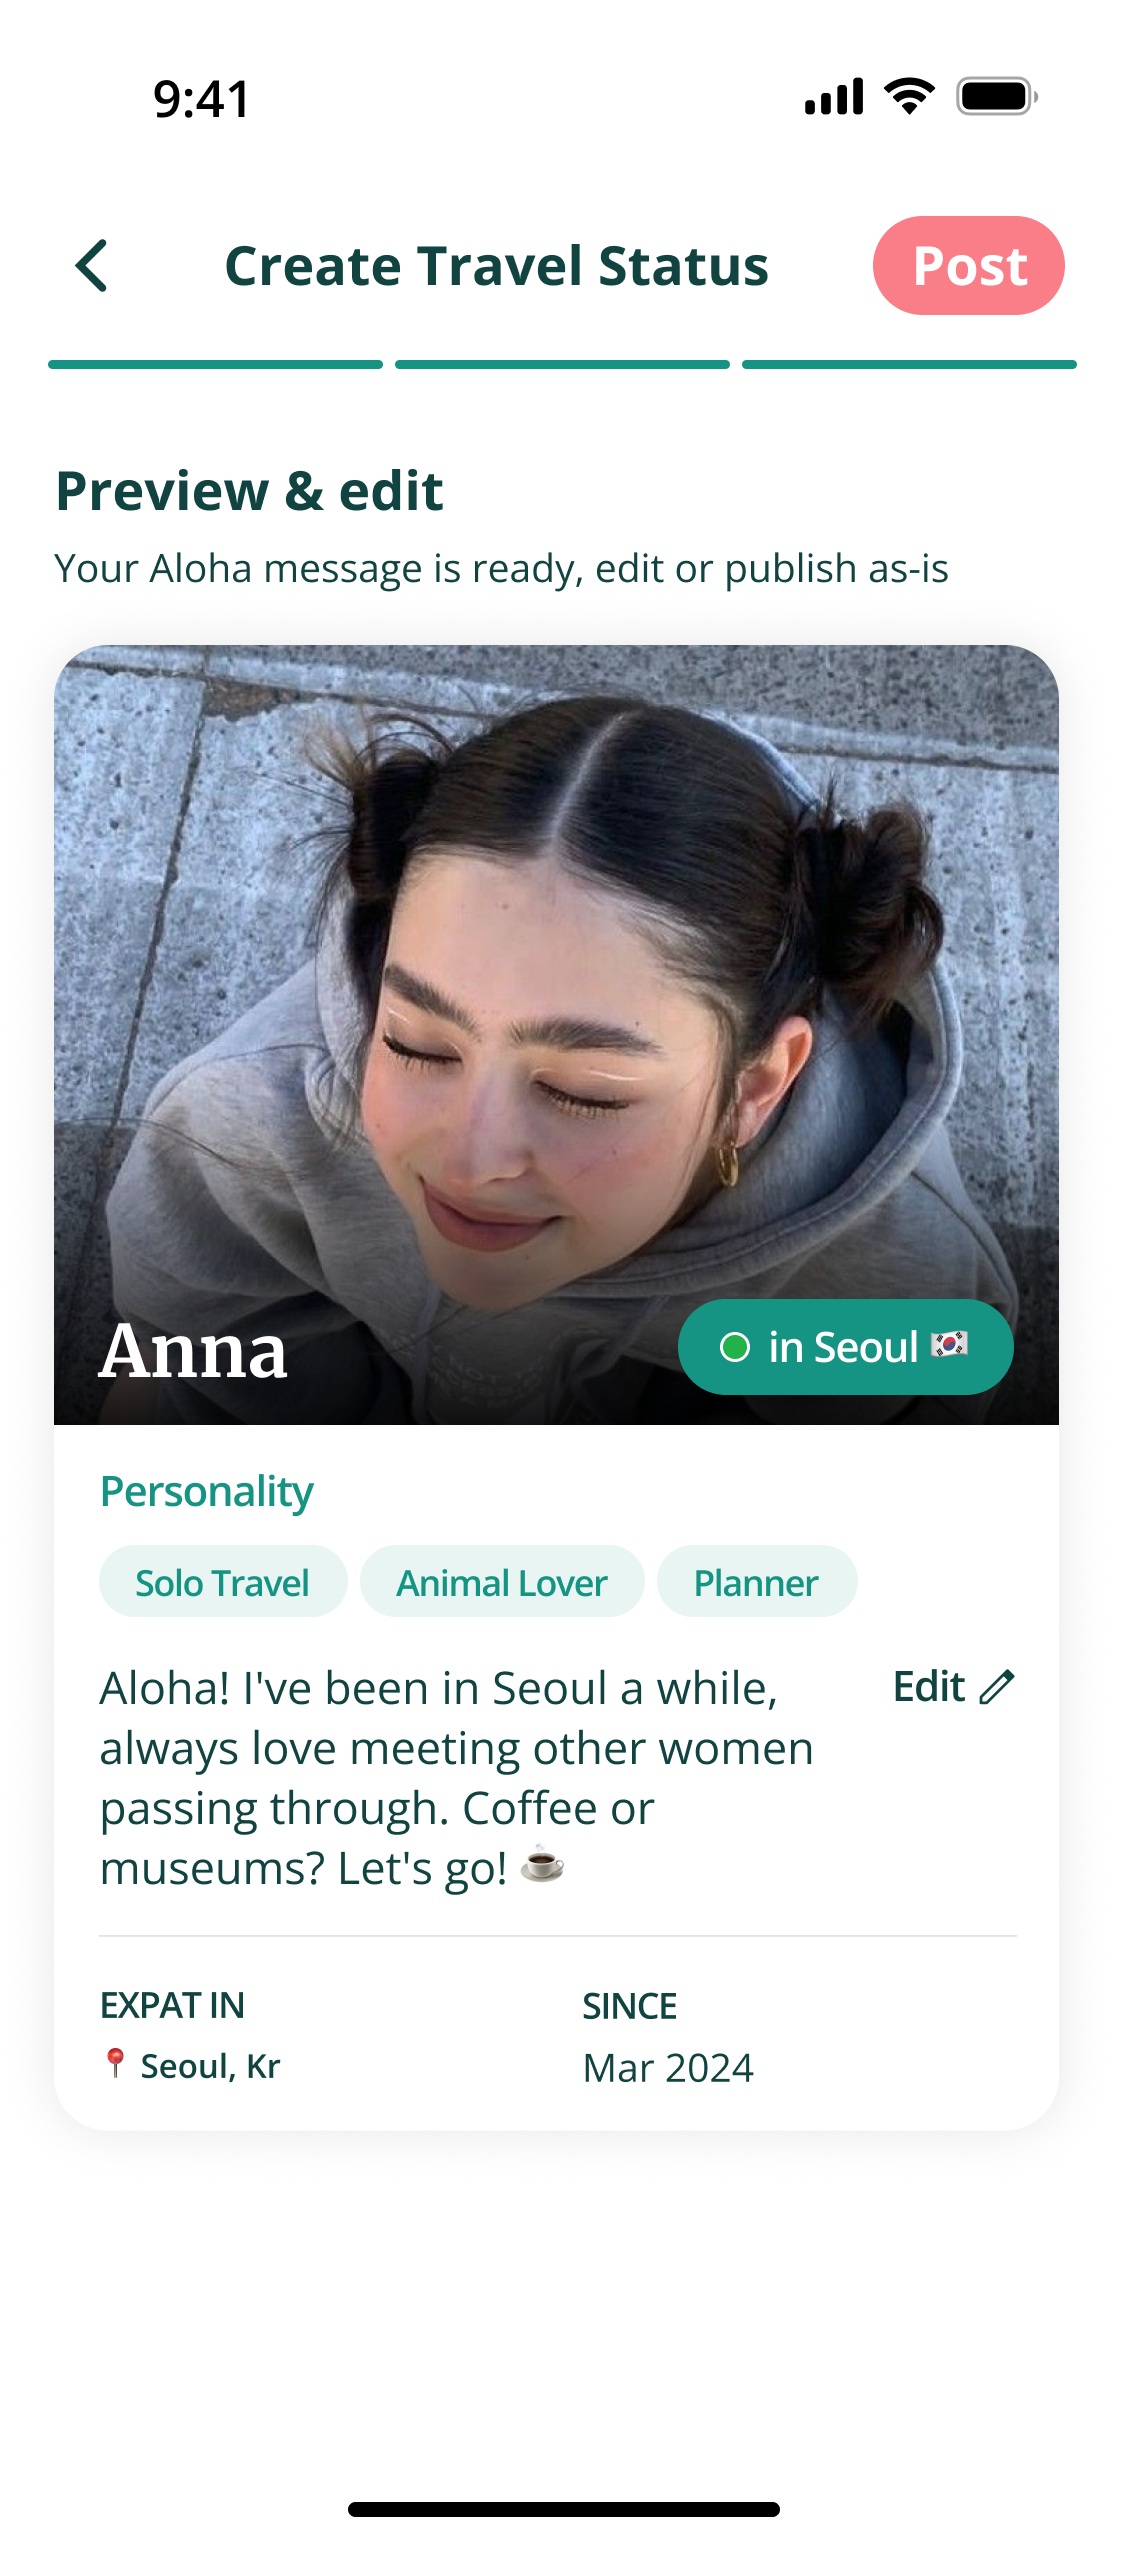 9:41
Create Travel Status
Post
Preview & edit
Your Aloha message is ready, edit or publish as-is
Anna
in Seoul 🇰🇷
Personality
Solo Travel
Animal Lover
Planner
Aloha! I've been in Seoul a while,
always love meeting other women
passing through. Coffee or
museums? Let's go! ☕
Edit
EXPAT IN
📍 Seoul, Kr
SINCE
Mar 2024